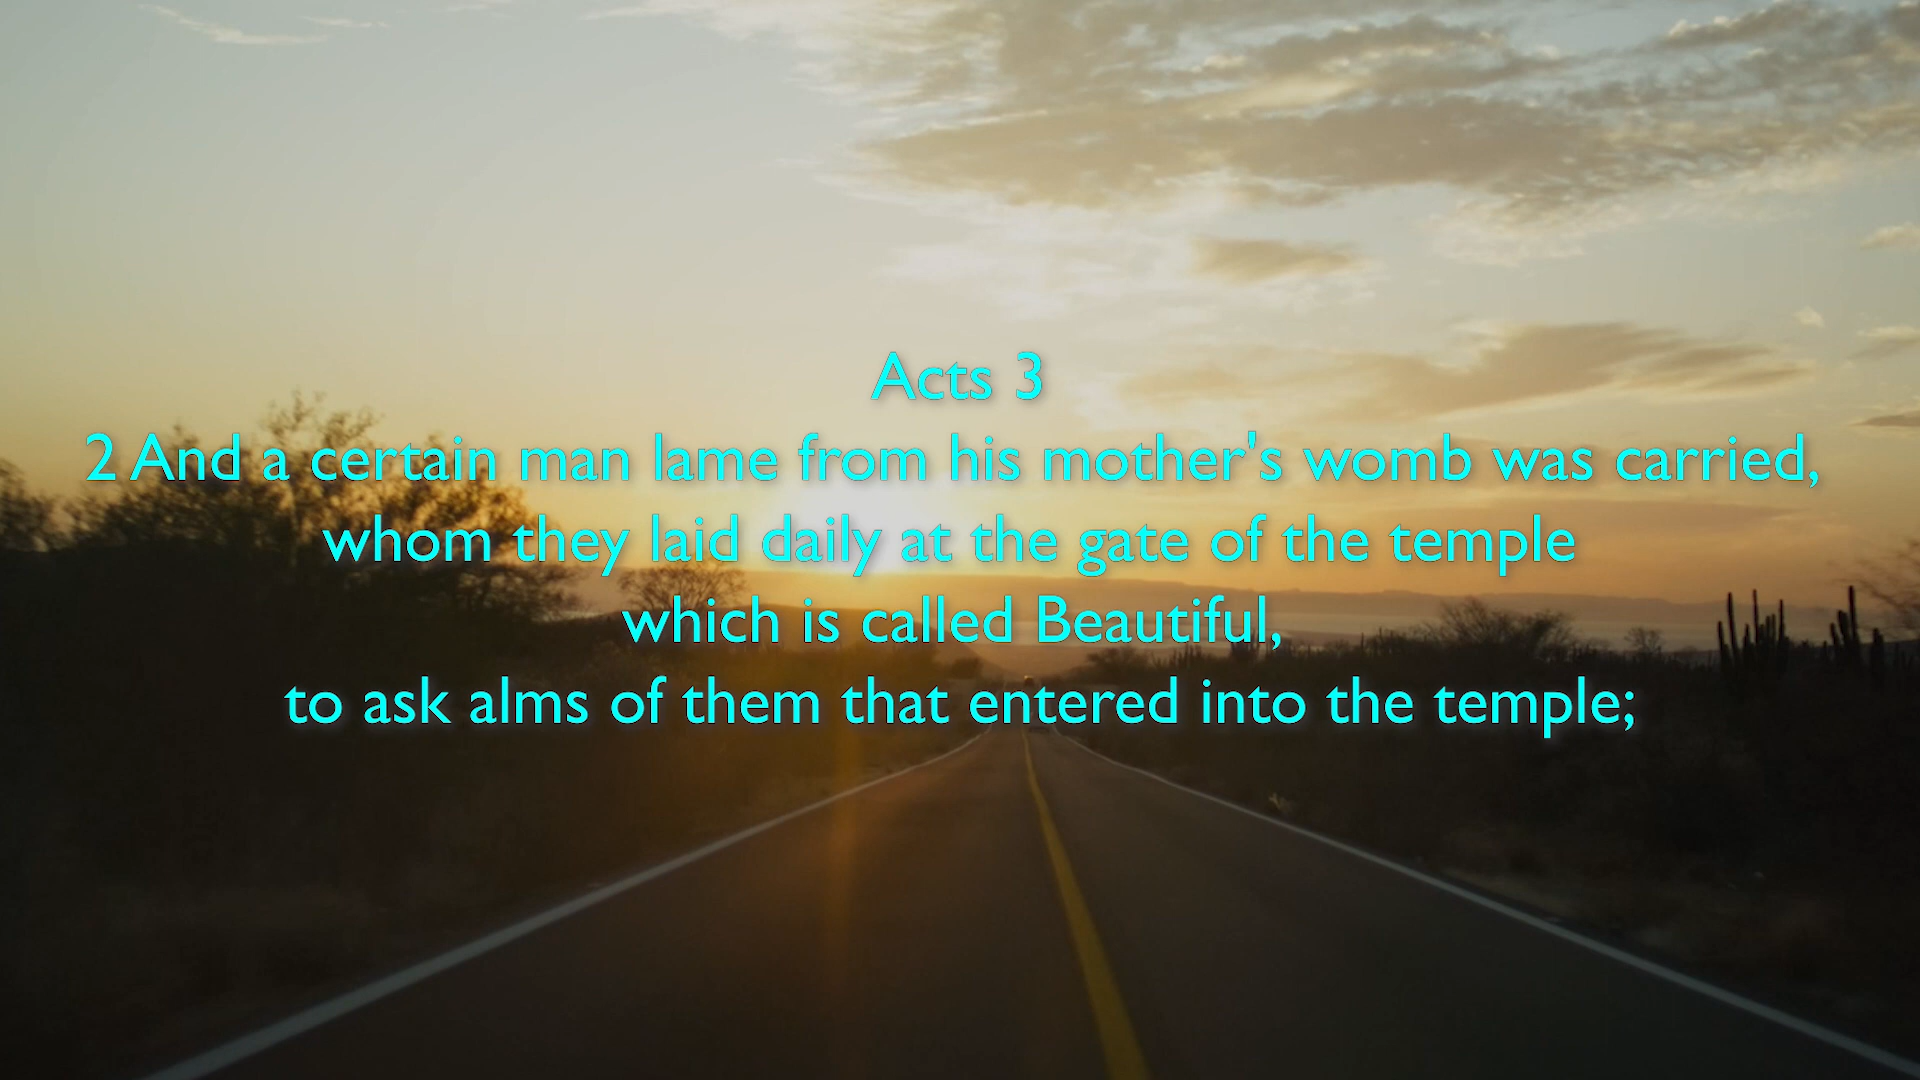 Acts 3
2 And a certain man lame from his mother's womb was carried,
whom they laid daily at the gate of the temple
which is called Beautiful,
to ask alms of them that entered into the temple;